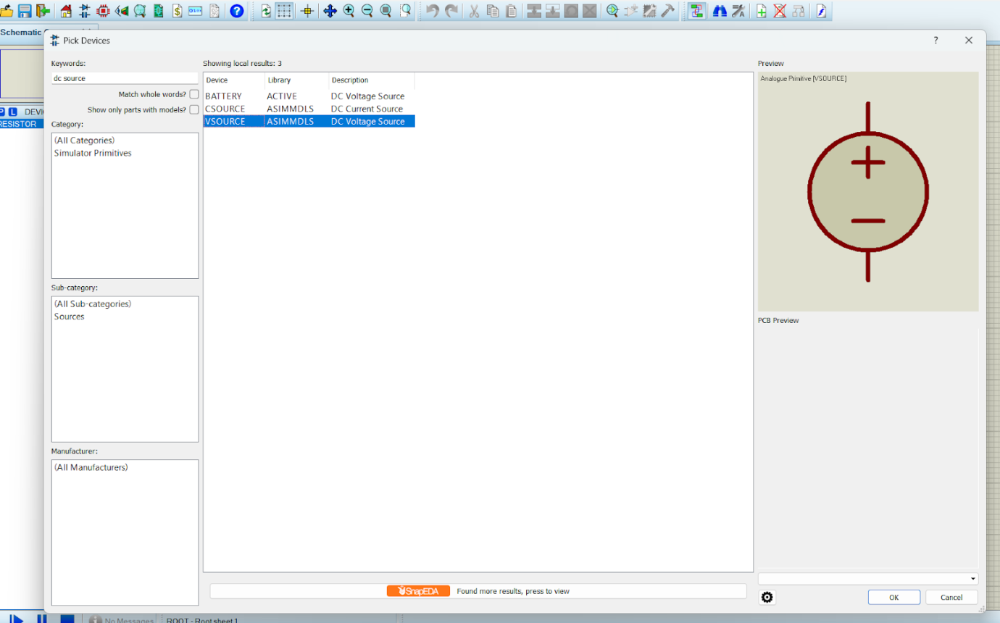 Schematic
Pick Devices
?
Keywords:
dc source
Match whole words?
Show only parts with models?
Category:
(All Categories)
Simulator Primitives
Sub-category:
(All Sub-categories)
Sources
Manufacturer:
(All Manufacturers)
Showing local results: 3
Device Library Description
BATTERY ACTIVE DC Voltage Source
CSOURCE ASIMMDLS DC Current Source
VSOURCE ASIMMDLS DC Voltage Source
SnapEDA Found more results, press to view
Preview
Analogue Primitive [VSOURCE]
PCB Preview
OK Cancel
P L DEVI
RESISTOR
No Messages ROOT - Root sheet 1